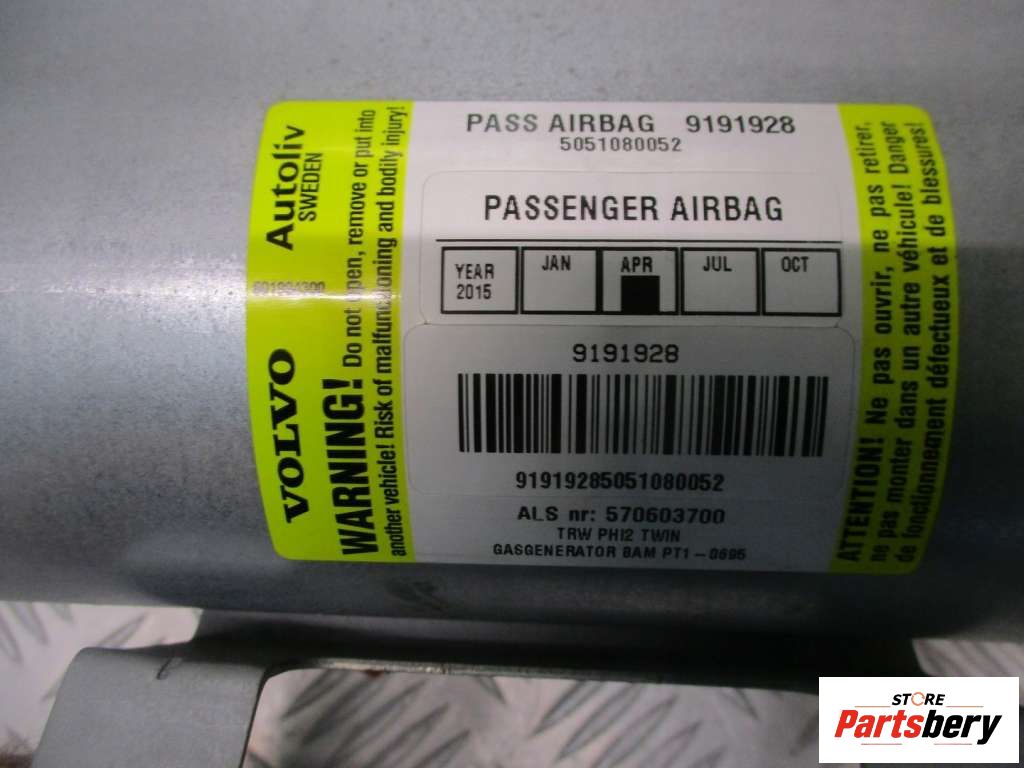 Autoliv
SWEDEN
VOLVO
WARNING! Do not open, remove or put into
another vehicle! Risk of malfunctioning and bodily injury!
PASS AIRBAG 9191928
5051080052
PASSENGER AIRBAG
YEAR
2015
JAN
APR
JUL
OCT
9191928
91919285051080052
ALS nr: 570603700
TRW PHI2 TWIN
GASGENERATOR BAM PT1-0695
ATTENTION! Ne pas ouvrir, ne pas retirer,
ne pas monter dans un autre véhicule! Danger
de fonctionnement défectueux et de blessures!
STORE
Partsbery